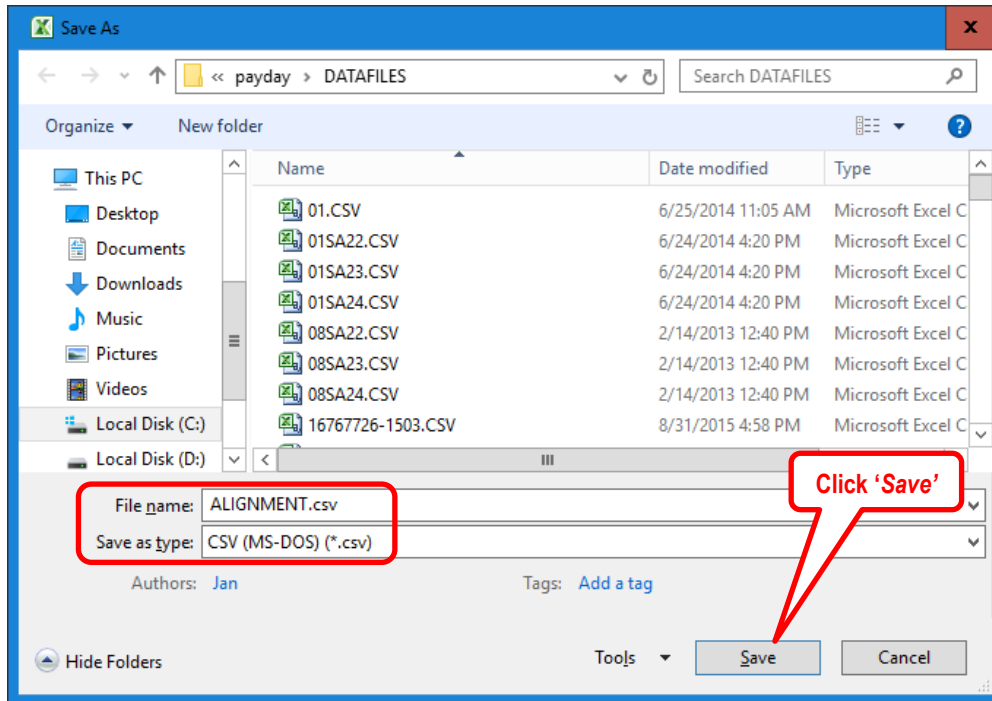 Save As
x
« payday › DATAFILES
Search DATAFILES
Organize
New folder
?
Name
Date modified
Type
This PC
Desktop
Documents
Downloads
Music
Pictures
Videos
Local Disk (C:)
Local Disk (D:)
01.CSV 6/25/2014 11:05 AM Microsoft Excel C
01SA22.CSV 6/24/2014 4:20 PM Microsoft Excel C
01SA23.CSV 6/24/2014 4:20 PM Microsoft Excel C
01SA24.CSV 6/24/2014 4:20 PM Microsoft Excel C
08SA22.CSV 2/14/2013 12:40 PM Microsoft Excel C
08SA23.CSV 2/14/2013 12:40 PM Microsoft Excel C
08SA24.CSV 2/14/2013 12:40 PM Microsoft Excel C
16767726-1503.CSV 8/31/2015 4:58 PM Microsoft Excel C
Click ‘Save’
File name: ALIGNMENT.csv
Save as type: CSV (MS-DOS) (*.csv)
Authors: Jan
Tags: Add a tag
Hide Folders
Tools
Save
Cancel